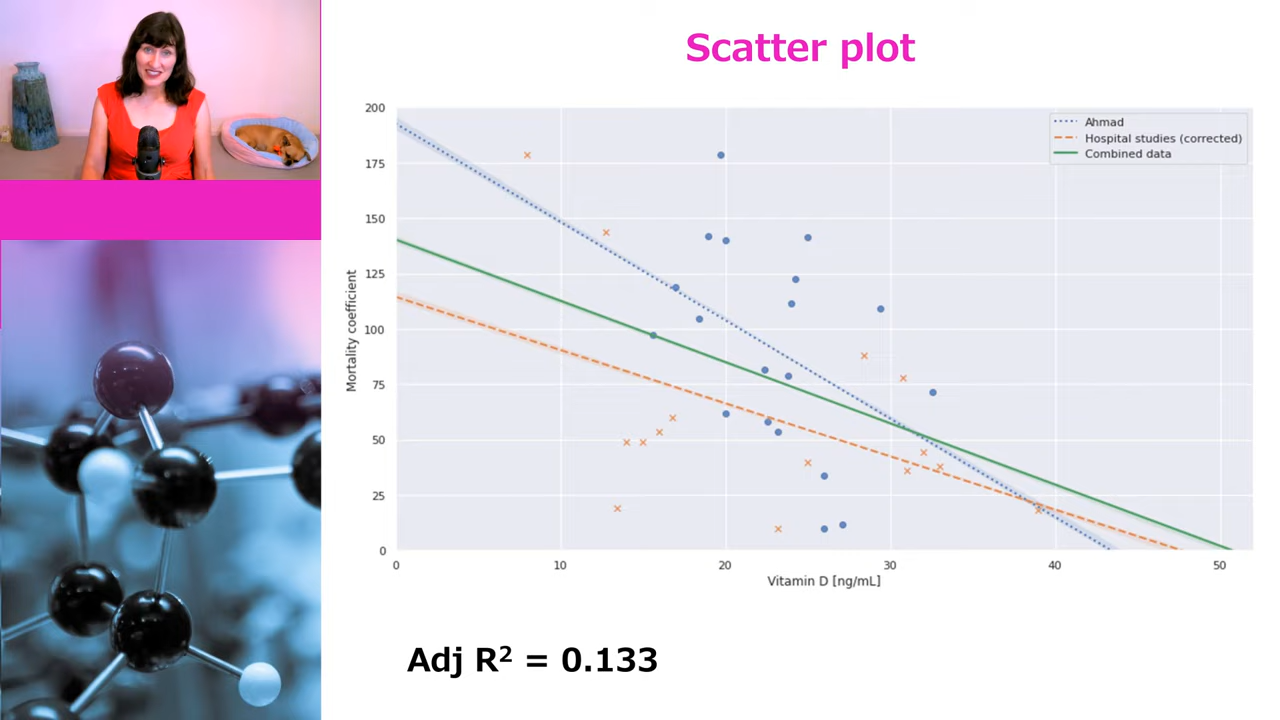 Scatter plot
200
175
150
125
100
75
50
25
0
Mortality coefficient
Ahmad
Hospital studies (corrected)
Combined data
0 10 20 30 40 50
Vitamin D [ng/mL]
Adj R² = 0.133